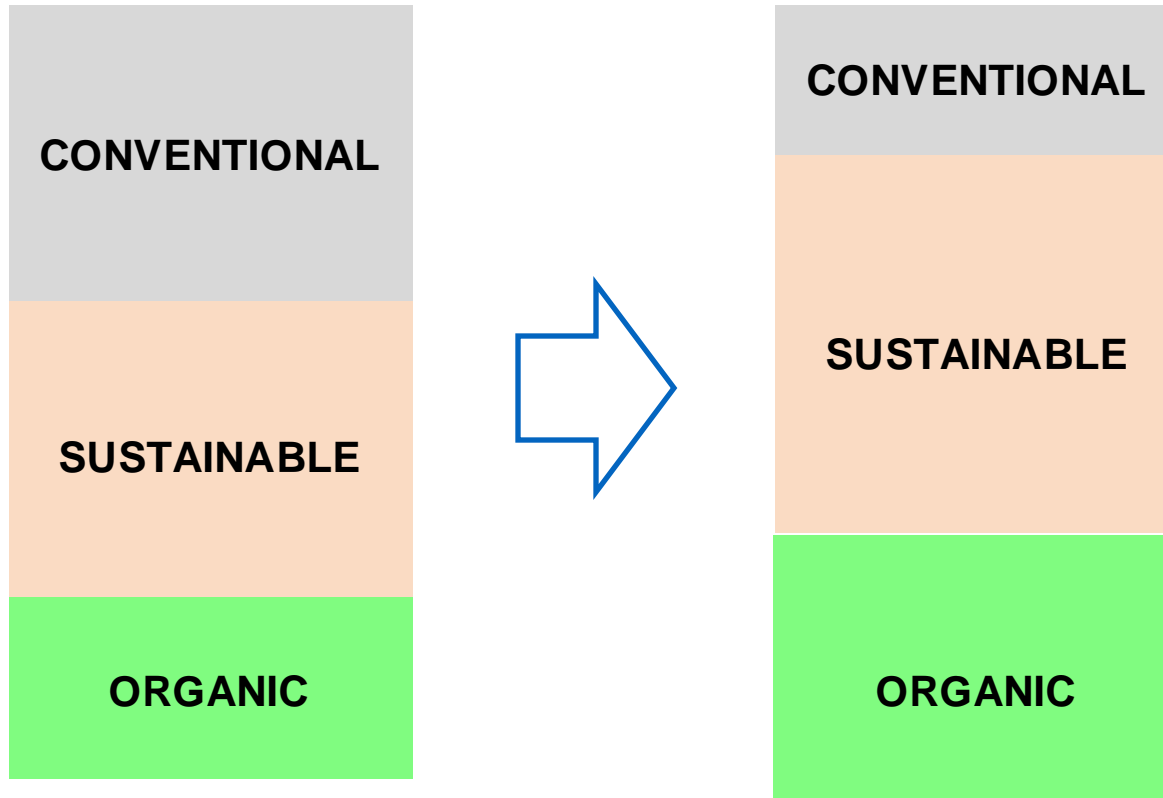 CONVENTIONAL
SUSTAINABLE
ORGANIC
CONVENTIONAL
SUSTAINABLE
ORGANIC